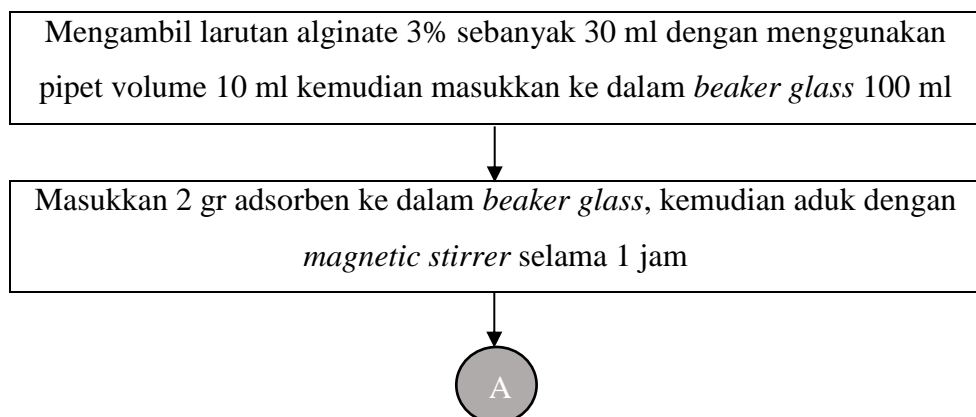 Mengambil larutan alginate 3% sebanyak 30 ml dengan menggunakan
pipet volume 10 ml kemudian masukkan ke dalam beaker glass 100 ml
Masukkan 2 gr adsorben ke dalam beaker glass, kemudian aduk dengan
magnetic stirrer selama 1 jam
A